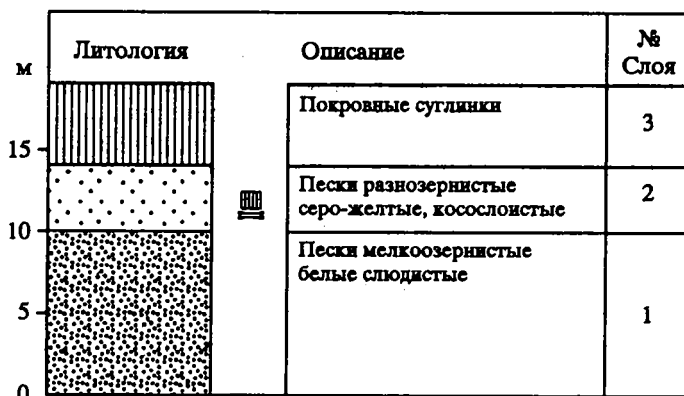 Литология Описание № Слоя
м
Покровные суглинки 3
15
Пески разнозернистые
серо-желтые, косослоистые 2
10
Пески мелкоозернистые
белые слюдистые
5 1
0